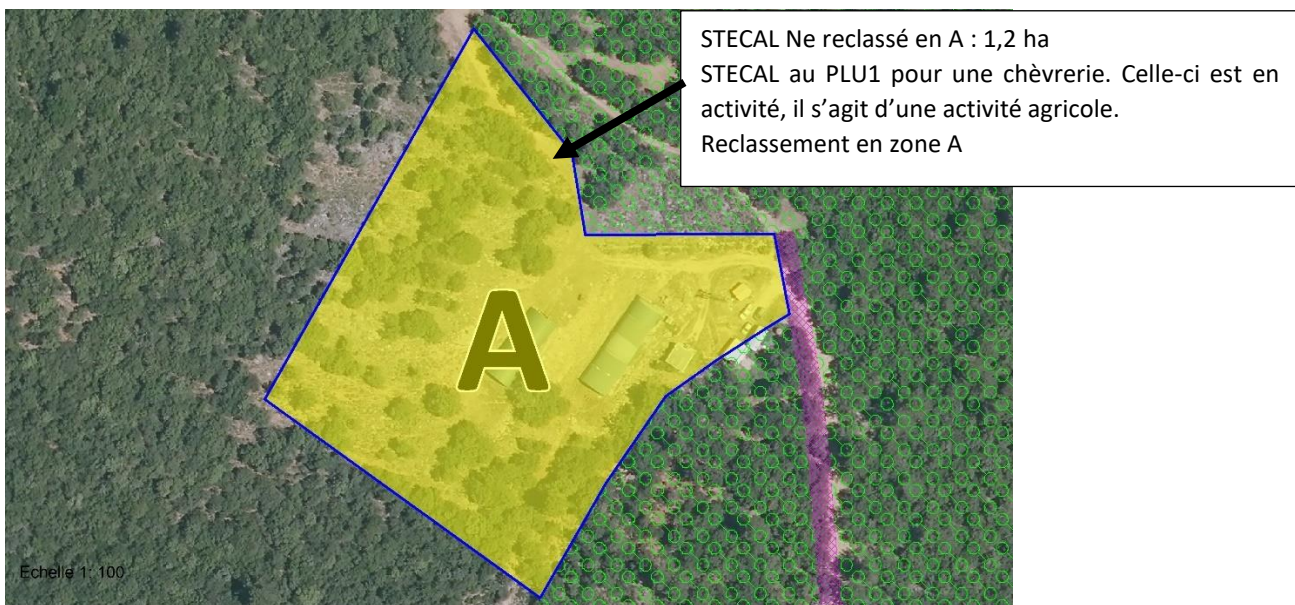 STECAL Ne reclassé en A : 1,2 ha
STECAL au PLU1 pour une chèvrerie. Celle-ci est en
activité, il s’agit d’une activité agricole.
Reclassement en zone A
A
Echelle 1: 100